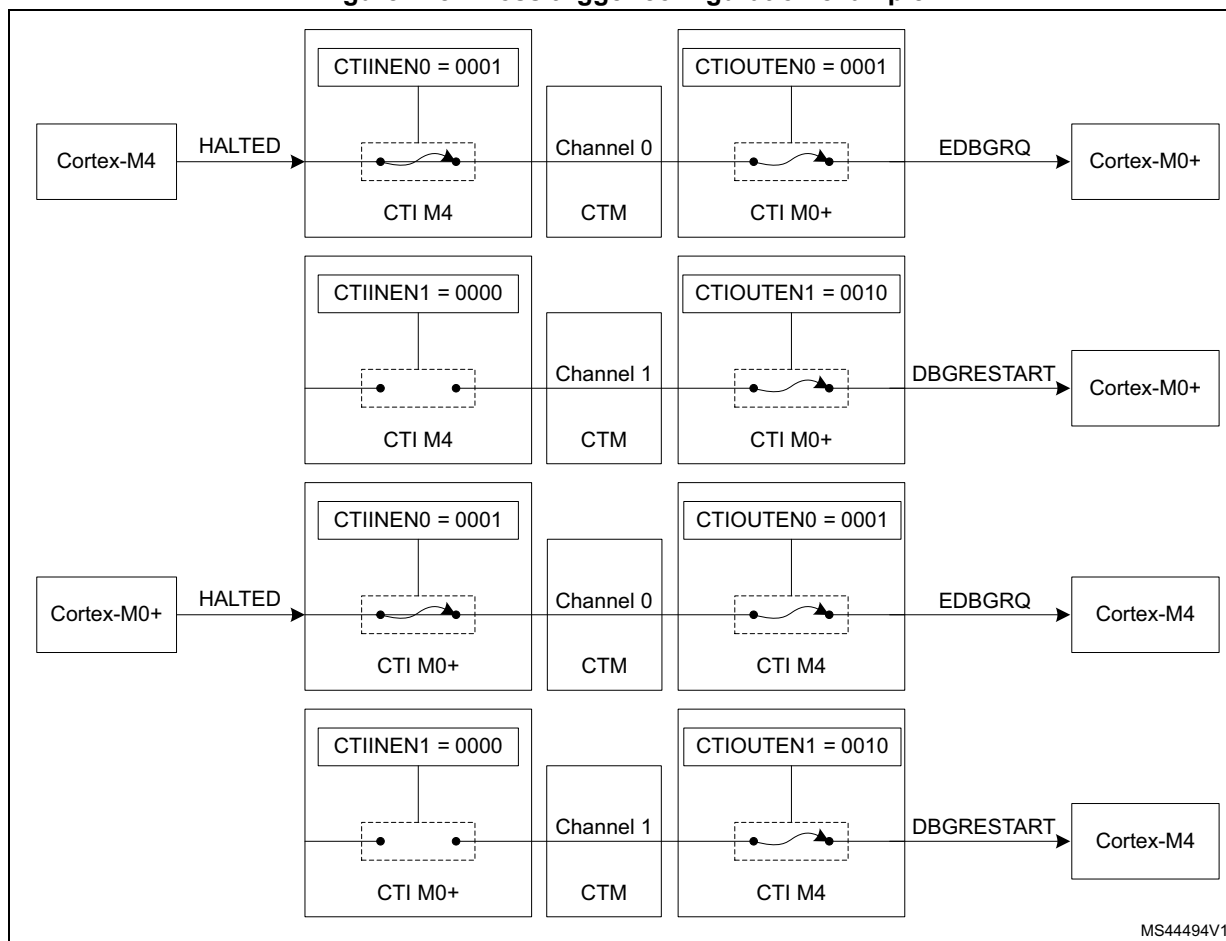 CTIINEN0 = 0001
CTIOUTEN0 = 0001
Cortex-M4
HALTED
Channel 0
EDBGRQ
Cortex-M0+
CTI M4
CTM
CTI M0+
CTIINEN1 = 0000
CTIOUTEN1 = 0010
Channel 1
DBGRESTART
Cortex-M0+
CTI M4
CTM
CTI M0+
CTIINEN0 = 0001
CTIOUTEN0 = 0001
Cortex-M0+
HALTED
Channel 0
EDBGRQ
Cortex-M4
CTI M0+
CTM
CTI M4
CTIINEN1 = 0000
CTIOUTEN1 = 0010
Channel 1
DBGRESTART
Cortex-M4
CTI M0+
CTM
CTI M4
MS44494V1